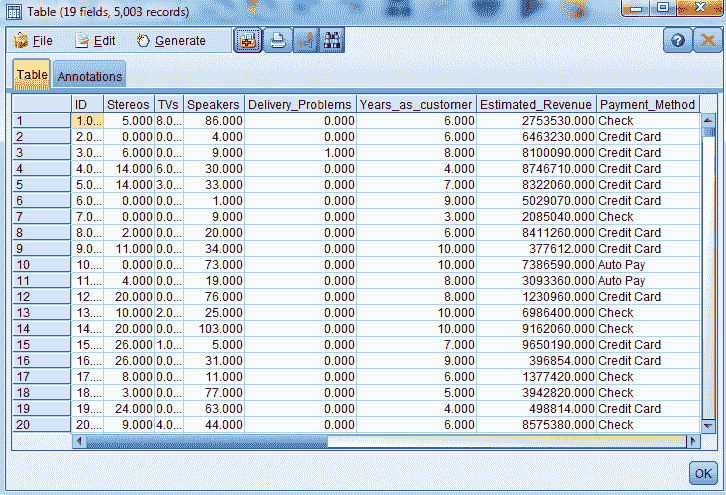 Table (19 fields, 5,003 records)
File Edit Generate
Table Annotations
ID Stereos TVs Speakers Delivery_Problems Years_as_customer Estimated_Revenue Payment_Method
1 1.0... 5.000 8.0... 86.000 0.000 6.000 2753530.000 Check
2 2.0... 0.000 0.0... 4.000 0.000 6.000 6463230.000 Credit Card
3 3.0... 6.000 0.0... 9.000 1.000 8.000 8100090.000 Credit Card
4 4.0... 14.000 6.0... 30.000 0.000 4.000 8746710.000 Credit Card
5 5.0... 14.000 3.0... 33.000 0.000 7.000 8322060.000 Credit Card
6 6.0... 0.000 0.0... 1.000 0.000 9.000 5029070.000 Credit Card
7 7.0... 0.000 0.0... 9.000 0.000 3.000 2085040.000 Check
8 8.0... 2.000 0.0... 20.000 0.000 6.000 8411260.000 Credit Card
9 9.0... 11.000 0.0... 34.000 0.000 10.000 377612.000 Credit Card
10 10.... 0.000 0.0... 73.000 0.000 10.000 7386590.000 Auto Pay
11 11.... 4.000 0.0... 19.000 0.000 8.000 3093360.000 Auto Pay
12 12.... 20.000 0.0... 76.000 0.000 8.000 1230960.000 Credit Card
13 13.... 10.000 2.0... 25.000 0.000 10.000 6986400.000 Check
14 14.... 20.000 0.0... 103.000 0.000 10.000 9162060.000 Check
15 15.... 26.000 1.0... 5.000 0.000 7.000 9650190.000 Credit Card
16 16.... 26.000 0.0... 31.000 0.000 9.000 396854.000 Credit Card
17 17.... 8.000 0.0... 11.000 0.000 6.000 1377420.000 Check
18 18.... 3.000 0.0... 77.000 0.000 5.000 3942820.000 Check
19 19.... 24.000 0.0... 63.000 0.000 4.000 498814.000 Credit Card
20 20.... 9.000 4.0... 44.000 0.000 6.000 8575380.000 Check
OK